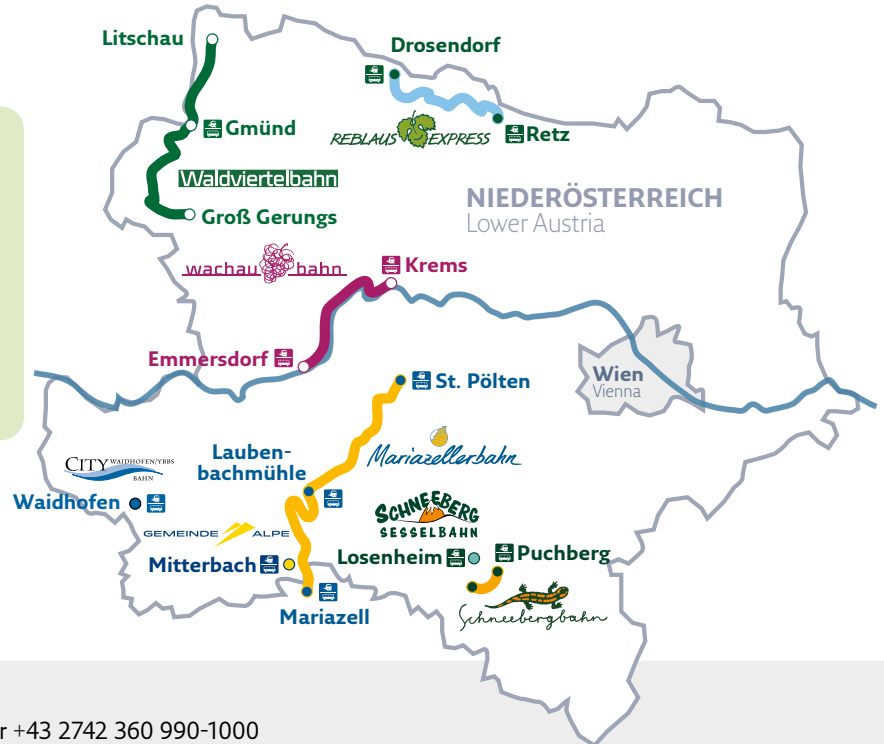 Litschau
Drosendorf
Gmünd
REBLAUS EXPRESS
Retz
Waldviertelbahn
Groß Gerungs
NIEDERÖSTERREICH
Lower Austria
wachau bahn
Krems
Emmersdorf
Wien
Vienna
St. Pölten
Lauben-
bachmühle
Mariazellerbahn
CITY WAIDHOFEN/YBBS
BAHN
Waidhofen
SCHNEEBERG
SESSELBAHN
GEMEINDE ALPE
Mitterbach
Losenheim
Puchberg
Mariazell
Schneebergbahn
r +43 2742 360 990-1000